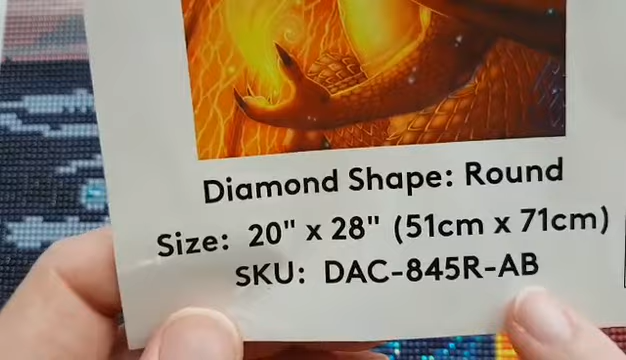 Diamond Shape: Round
Size: 20" x 28" (51cm x 71cm)
SKU: DAC-845R-AB